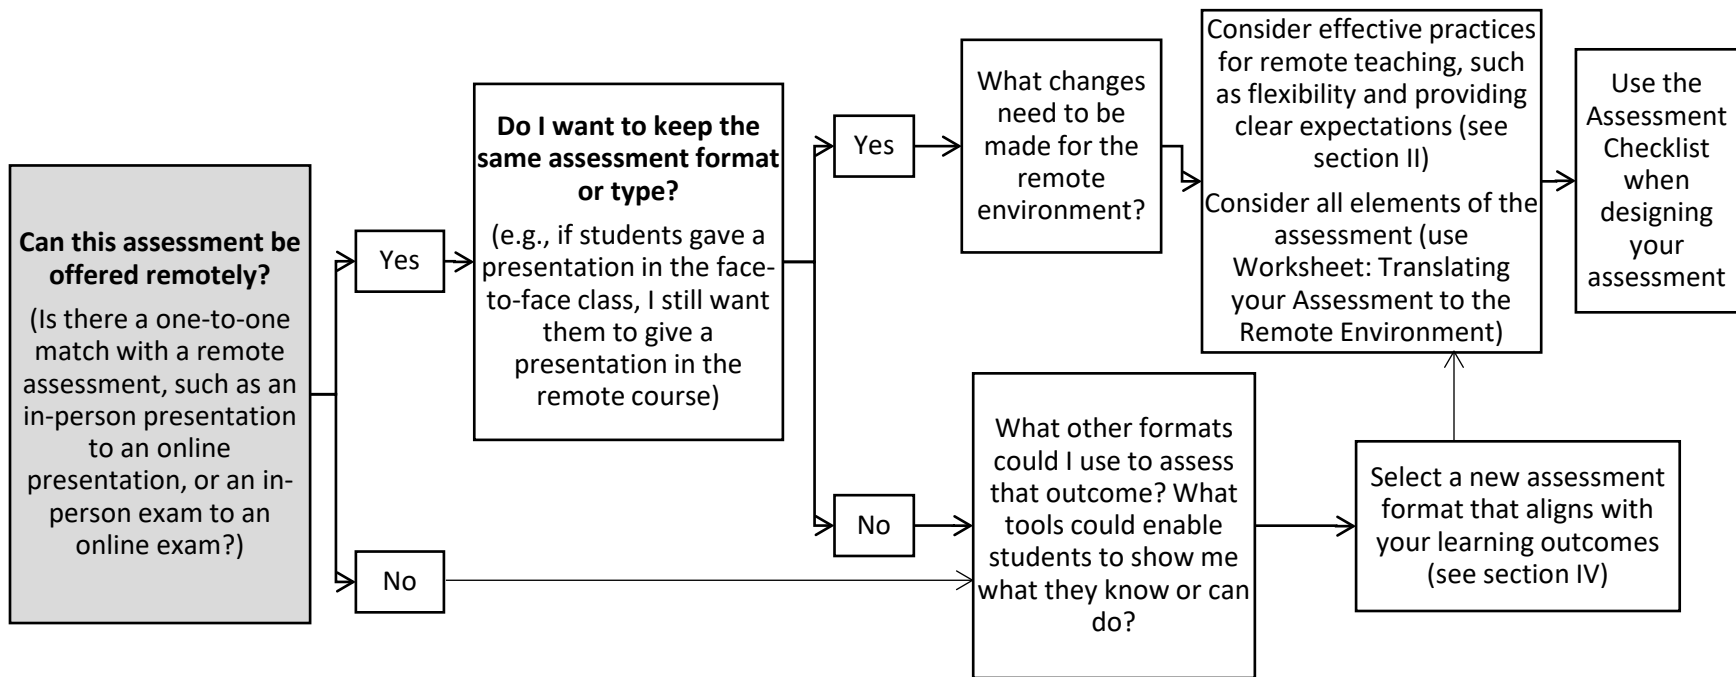 Can this assessment be
offered remotely?
(Is there a one-to-one
match with a remote
assessment, such as an
in-person presentation
to an online
presentation, or an in-
person exam to an
online exam?)
Yes
No
Do I want to keep the
same assessment format
or type?
(e.g., if students gave a
presentation in the face-
to-face class, I still want
them to give a
presentation in the
remote course)
Yes
No
What changes
need to be
made for the
remote
environment?
What other formats
could I use to assess
that outcome? What
tools could enable
students to show me
what they know or can
do?
Select a new assessment
format that aligns with
your learning outcomes
(see section IV)
Consider effective practices
for remote teaching, such
as flexibility and providing
clear expectations (see
section II)
Consider all elements of the
assessment (use
Worksheet: Translating
your Assessment to the
Remote Environment)
Use the
Assessment
Checklist
when
designing
your
assessment